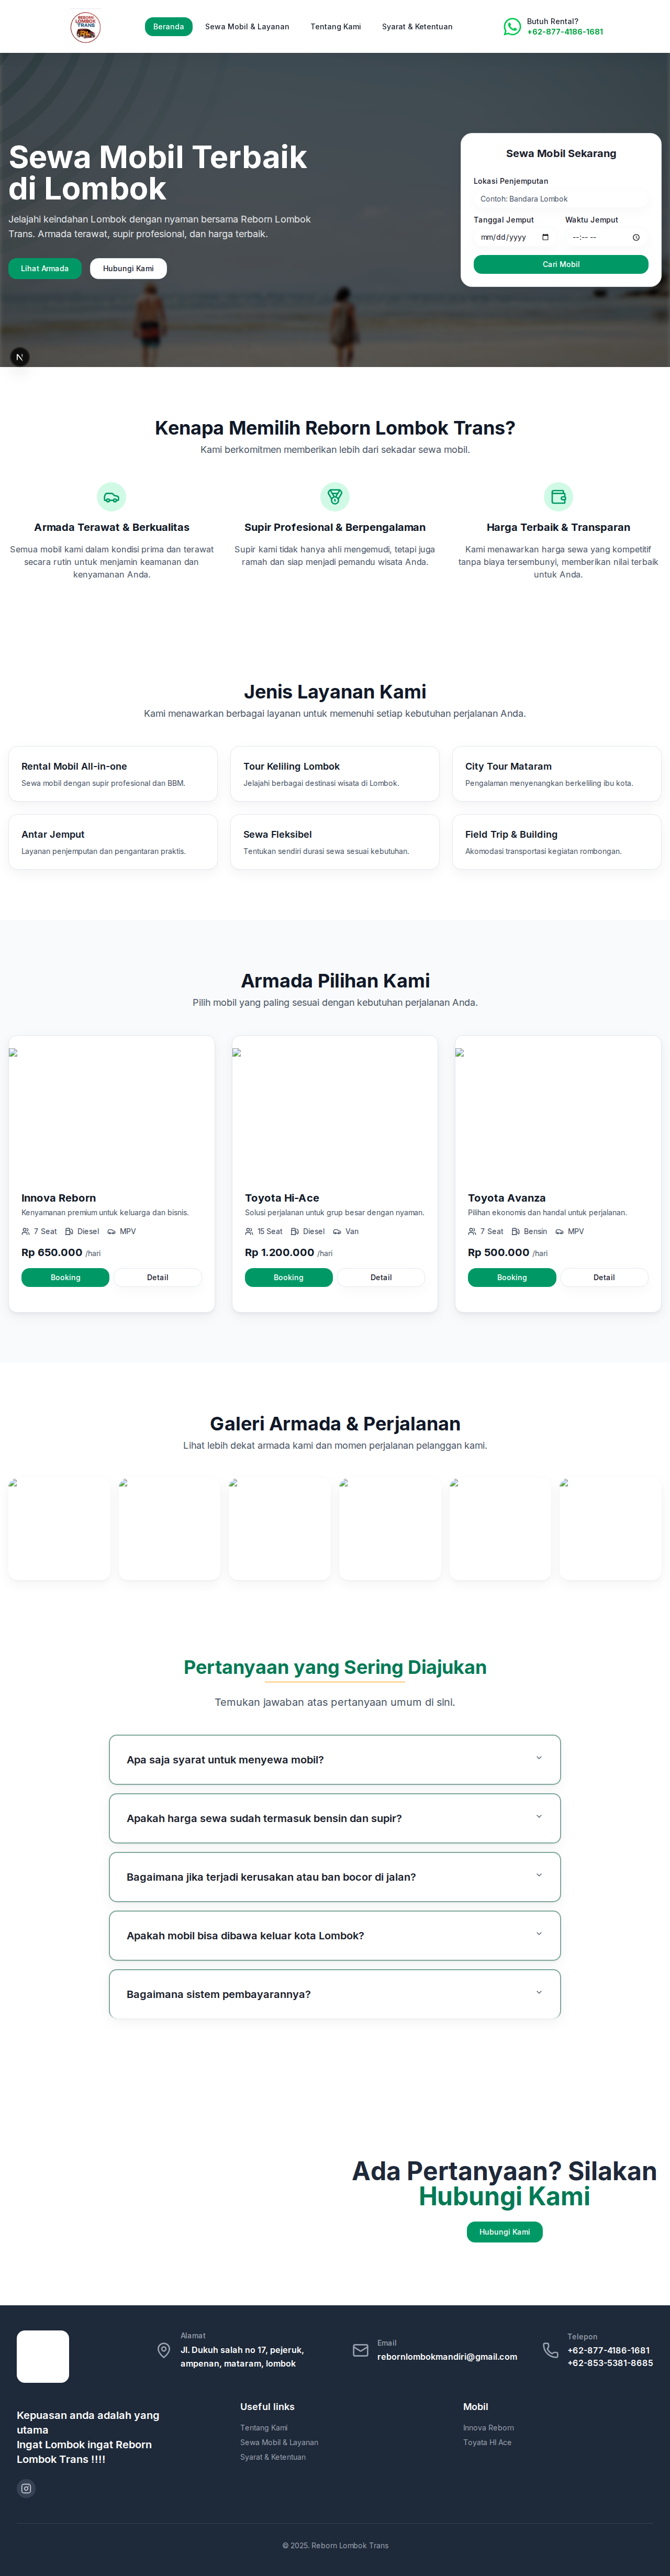 REBORN
LOMBOK
TRANS
Beranda
Sewa Mobil & Layanan
Tentang Kami
Syarat & Ketentuan
Butuh Rental?
+62-877-4186-1681
Sewa Mobil Terbaik
di Lombok
Jelajahi keindahan Lombok dengan nyaman bersama Reborn Lombok
Trans. Armada terawat, supir profesional, dan harga terbaik.
Lihat Armada
Hubungi Kami
Sewa Mobil Sekarang
Lokasi Penjemputan
Contoh: Bandara Lombok
Tanggal Jemput
Waktu Jemput
mm/dd/yyyy
--:-- --
Cari Mobil
N
Kenapa Memilih Reborn Lombok Trans?
Kami berkomitmen memberikan lebih dari sekadar sewa mobil.
Armada Terawat & Berkualitas
Semua mobil kami dalam kondisi prima dan terawat
secara rutin untuk menjamin keamanan dan
kenyamanan Anda.
Supir Profesional & Berpengalaman
Supir kami tidak hanya ahli mengemudi, tetapi juga
ramah dan siap menjadi pemandu wisata Anda.
Harga Terbaik & Transparan
Kami menawarkan harga sewa yang kompetitif
tanpa biaya tersembunyi, memberikan nilai terbaik
untuk Anda.
Jenis Layanan Kami
Kami menawarkan berbagai layanan untuk memenuhi setiap kebutuhan perjalanan Anda.
Rental Mobil All-in-one
Sewa mobil dengan supir profesional dan BBM.
Tour Keliling Lombok
Jelajahi berbagai destinasi wisata di Lombok.
City Tour Mataram
Pengalaman menyenangkan berkeliling ibu kota.
Antar Jemput
Layanan penjemputan dan pengantaran praktis.
Sewa Fleksibel
Tentukan sendiri durasi sewa sesuai kebutuhan.
Field Trip & Building
Akomodasi transportasi kegiatan rombongan.
Armada Pilihan Kami
Pilih mobil yang paling sesuai dengan kebutuhan perjalanan Anda.
Innova Reborn
Kenyamanan premium untuk keluarga dan bisnis.
7 Seat Diesel MPV
Rp 650.000 /hari
Booking
Detail
Toyota Hi-Ace
Solusi perjalanan untuk grup besar dengan nyaman.
15 Seat Diesel Van
Rp 1.200.000 /hari
Booking
Detail
Toyota Avanza
Pilihan ekonomis dan handal untuk perjalanan.
7 Seat Bensin MPV
Rp 500.000 /hari
Booking
Detail
Galeri Armada & Perjalanan
Lihat lebih dekat armada kami dan momen perjalanan pelanggan kami.
Pertanyaan yang Sering Diajukan
Temukan jawaban atas pertanyaan umum di sini.
Apa saja syarat untuk menyewa mobil?
Apakah harga sewa sudah termasuk bensin dan supir?
Bagaimana jika terjadi kerusakan atau ban bocor di jalan?
Apakah mobil bisa dibawa keluar kota Lombok?
Bagaimana sistem pembayarannya?
Ada Pertanyaan? Silakan
Hubungi Kami
Hubungi Kami
Alamat
Jl. Dukuh salah no 17, pejeruk,
ampenan, mataram, lombok
Email
rebornlombokmandiri@gmail.com
Telepon
+62-877-4186-1681
+62-853-5381-8685
Kepuasan anda adalah yang
utama
Ingat Lombok ingat Reborn
Lombok Trans !!!!
Useful links
Tentang Kami
Sewa Mobil & Layanan
Syarat & Ketentuan
Mobil
Innova Reborn
Toyata HI Ace
© 2025. Reborn Lombok Trans